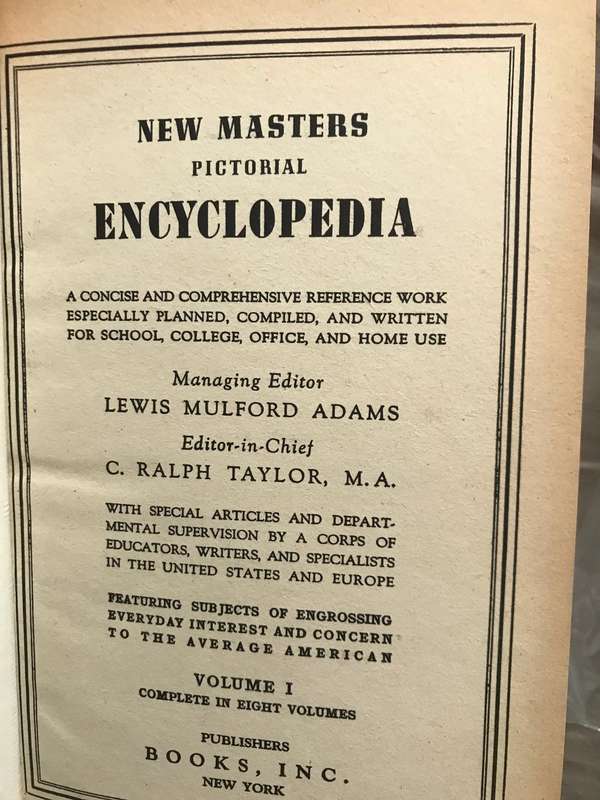 NEW MASTERS
PICTORIAL
ENCYCLOPEDIA
A CONCISE AND COMPREHENSIVE REFERENCE WORK
ESPECIALLY PLANNED, COMPILED, AND WRITTEN
FOR SCHOOL, COLLEGE, OFFICE, AND HOME USE
Managing Editor
LEWIS MULFORD ADAMS
Editor-in-Chief
C. RALPH TAYLOR, M.A.
WITH SPECIAL ARTICLES AND DEPART-
MENTAL SUPERVISION BY A CORPS OF
EDUCATORS, WRITERS, AND SPECIALISTS
IN THE UNITED STATES AND EUROPE
FEATURING SUBJECTS OF ENGROSSING
EVERYDAY INTEREST AND CONCERN
TO THE AVERAGE AMERICAN
VOLUME I
COMPLETE IN EIGHT VOLUMES
PUBLISHERS
BOOKS, INC.
NEW YORK